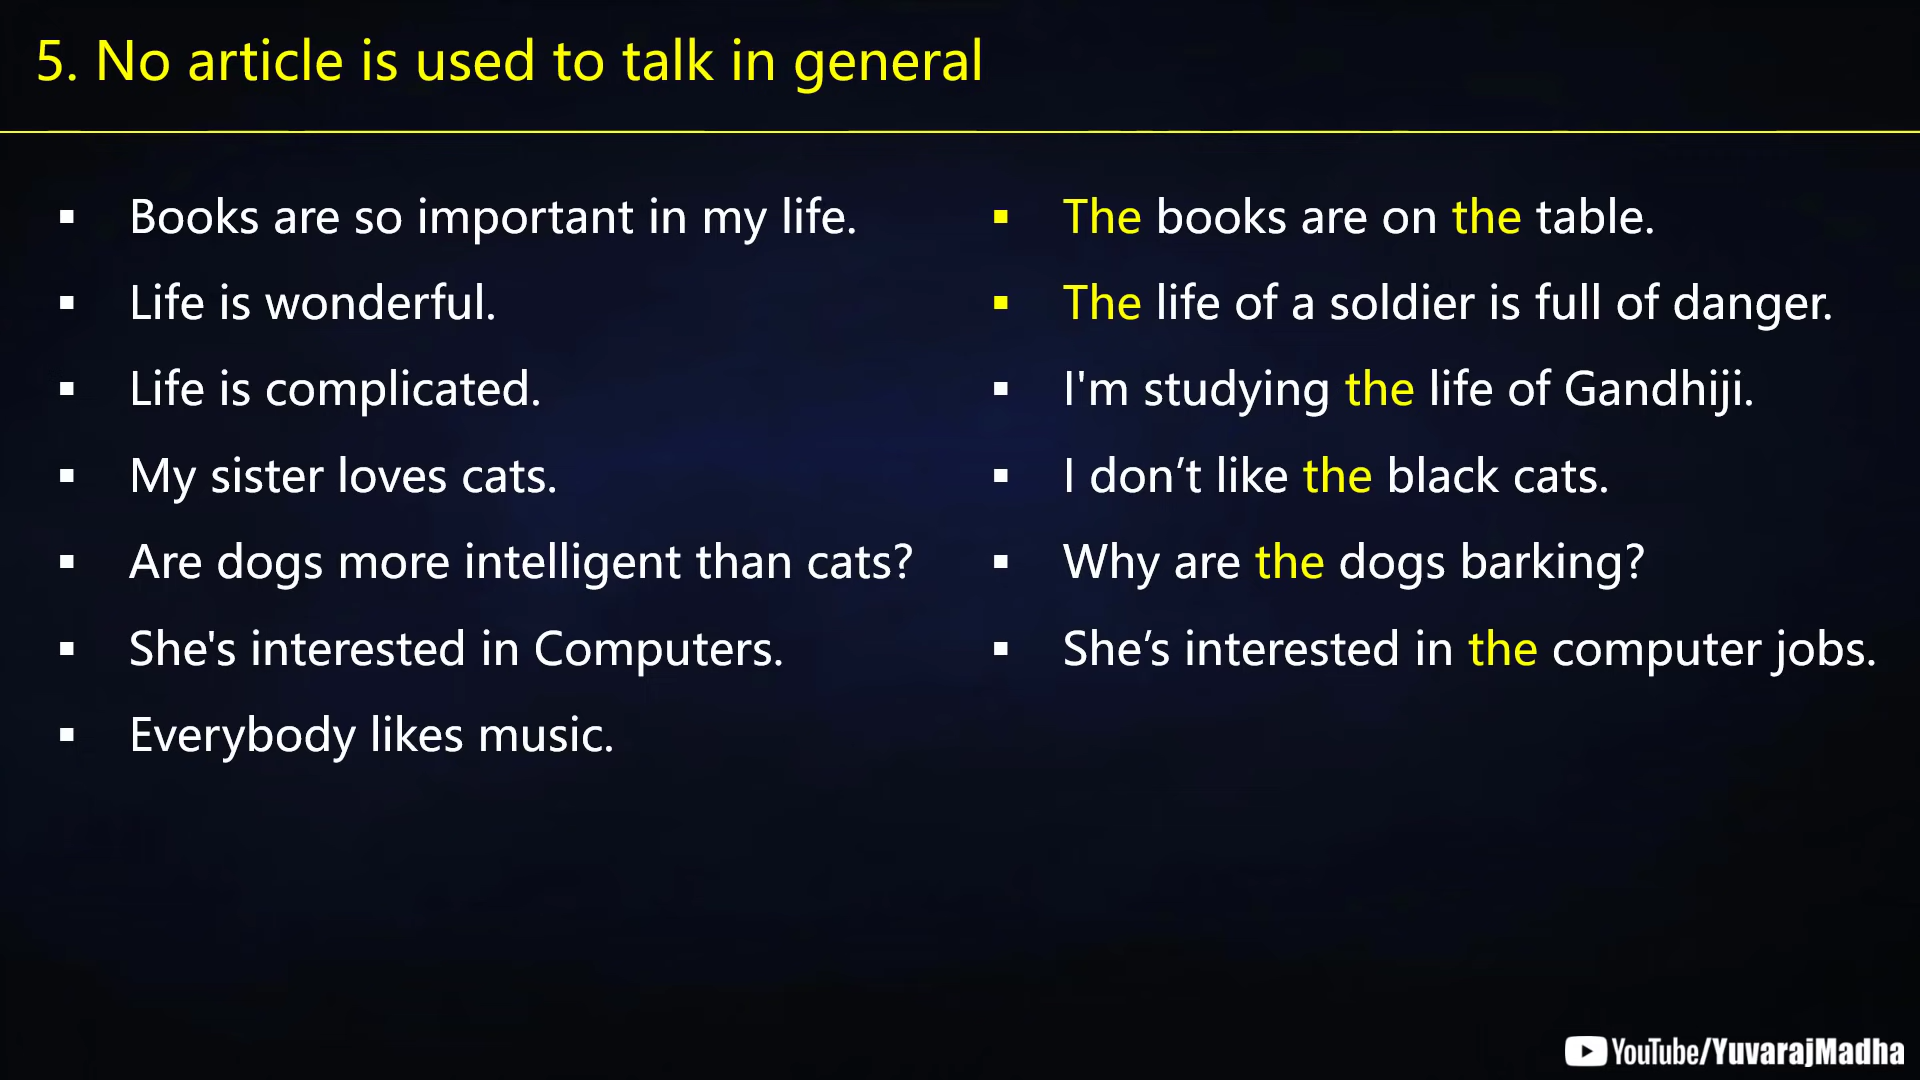 5. No article is used to talk in general
▪ Books are so important in my life.
▪ Life is wonderful.
▪ Life is complicated.
▪ My sister loves cats.
▪ Are dogs more intelligent than cats?
▪ She's interested in Computers.
▪ Everybody likes music.
▪ The books are on the table.
▪ The life of a soldier is full of danger.
▪ I'm studying the life of Gandhiji.
▪ I don’t like the black cats.
▪ Why are the dogs barking?
▪ She’s interested in the computer jobs.
YouTube/YuvarajMadha